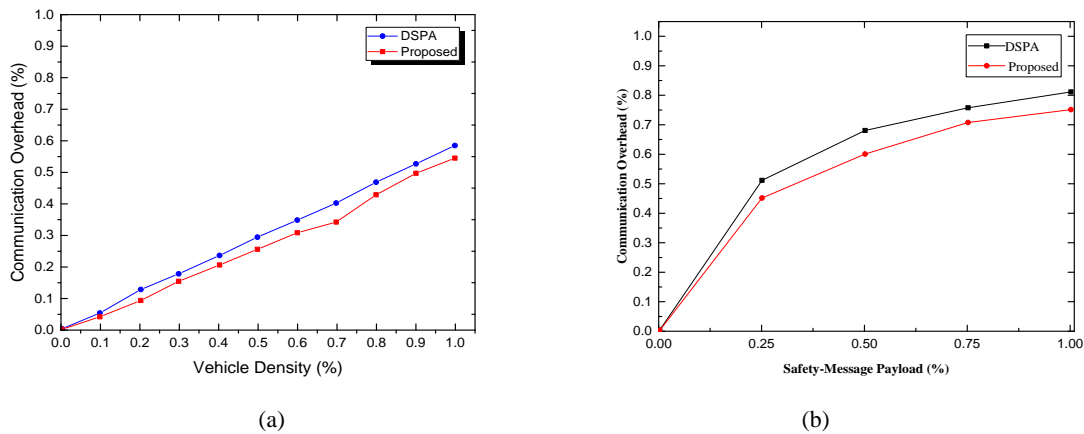 1.0
0.9
0.8
0.7
0.6
0.5
0.4
0.3
0.2
0.1
0.0
0.0 0.1 0.2 0.3 0.4 0.5 0.6 0.7 0.8 0.9 1.0
Communication Overhead (%)
Vehicle Density (%)
DSPA
Proposed
(a)
1.0
0.9
0.8
0.7
0.6
0.5
0.4
0.3
0.2
0.1
0.0
0.00 0.25 0.50 0.75 1.00
Communication Overhead (%)
Safety-Message Payload (%)
DSPA
Proposed
(b)